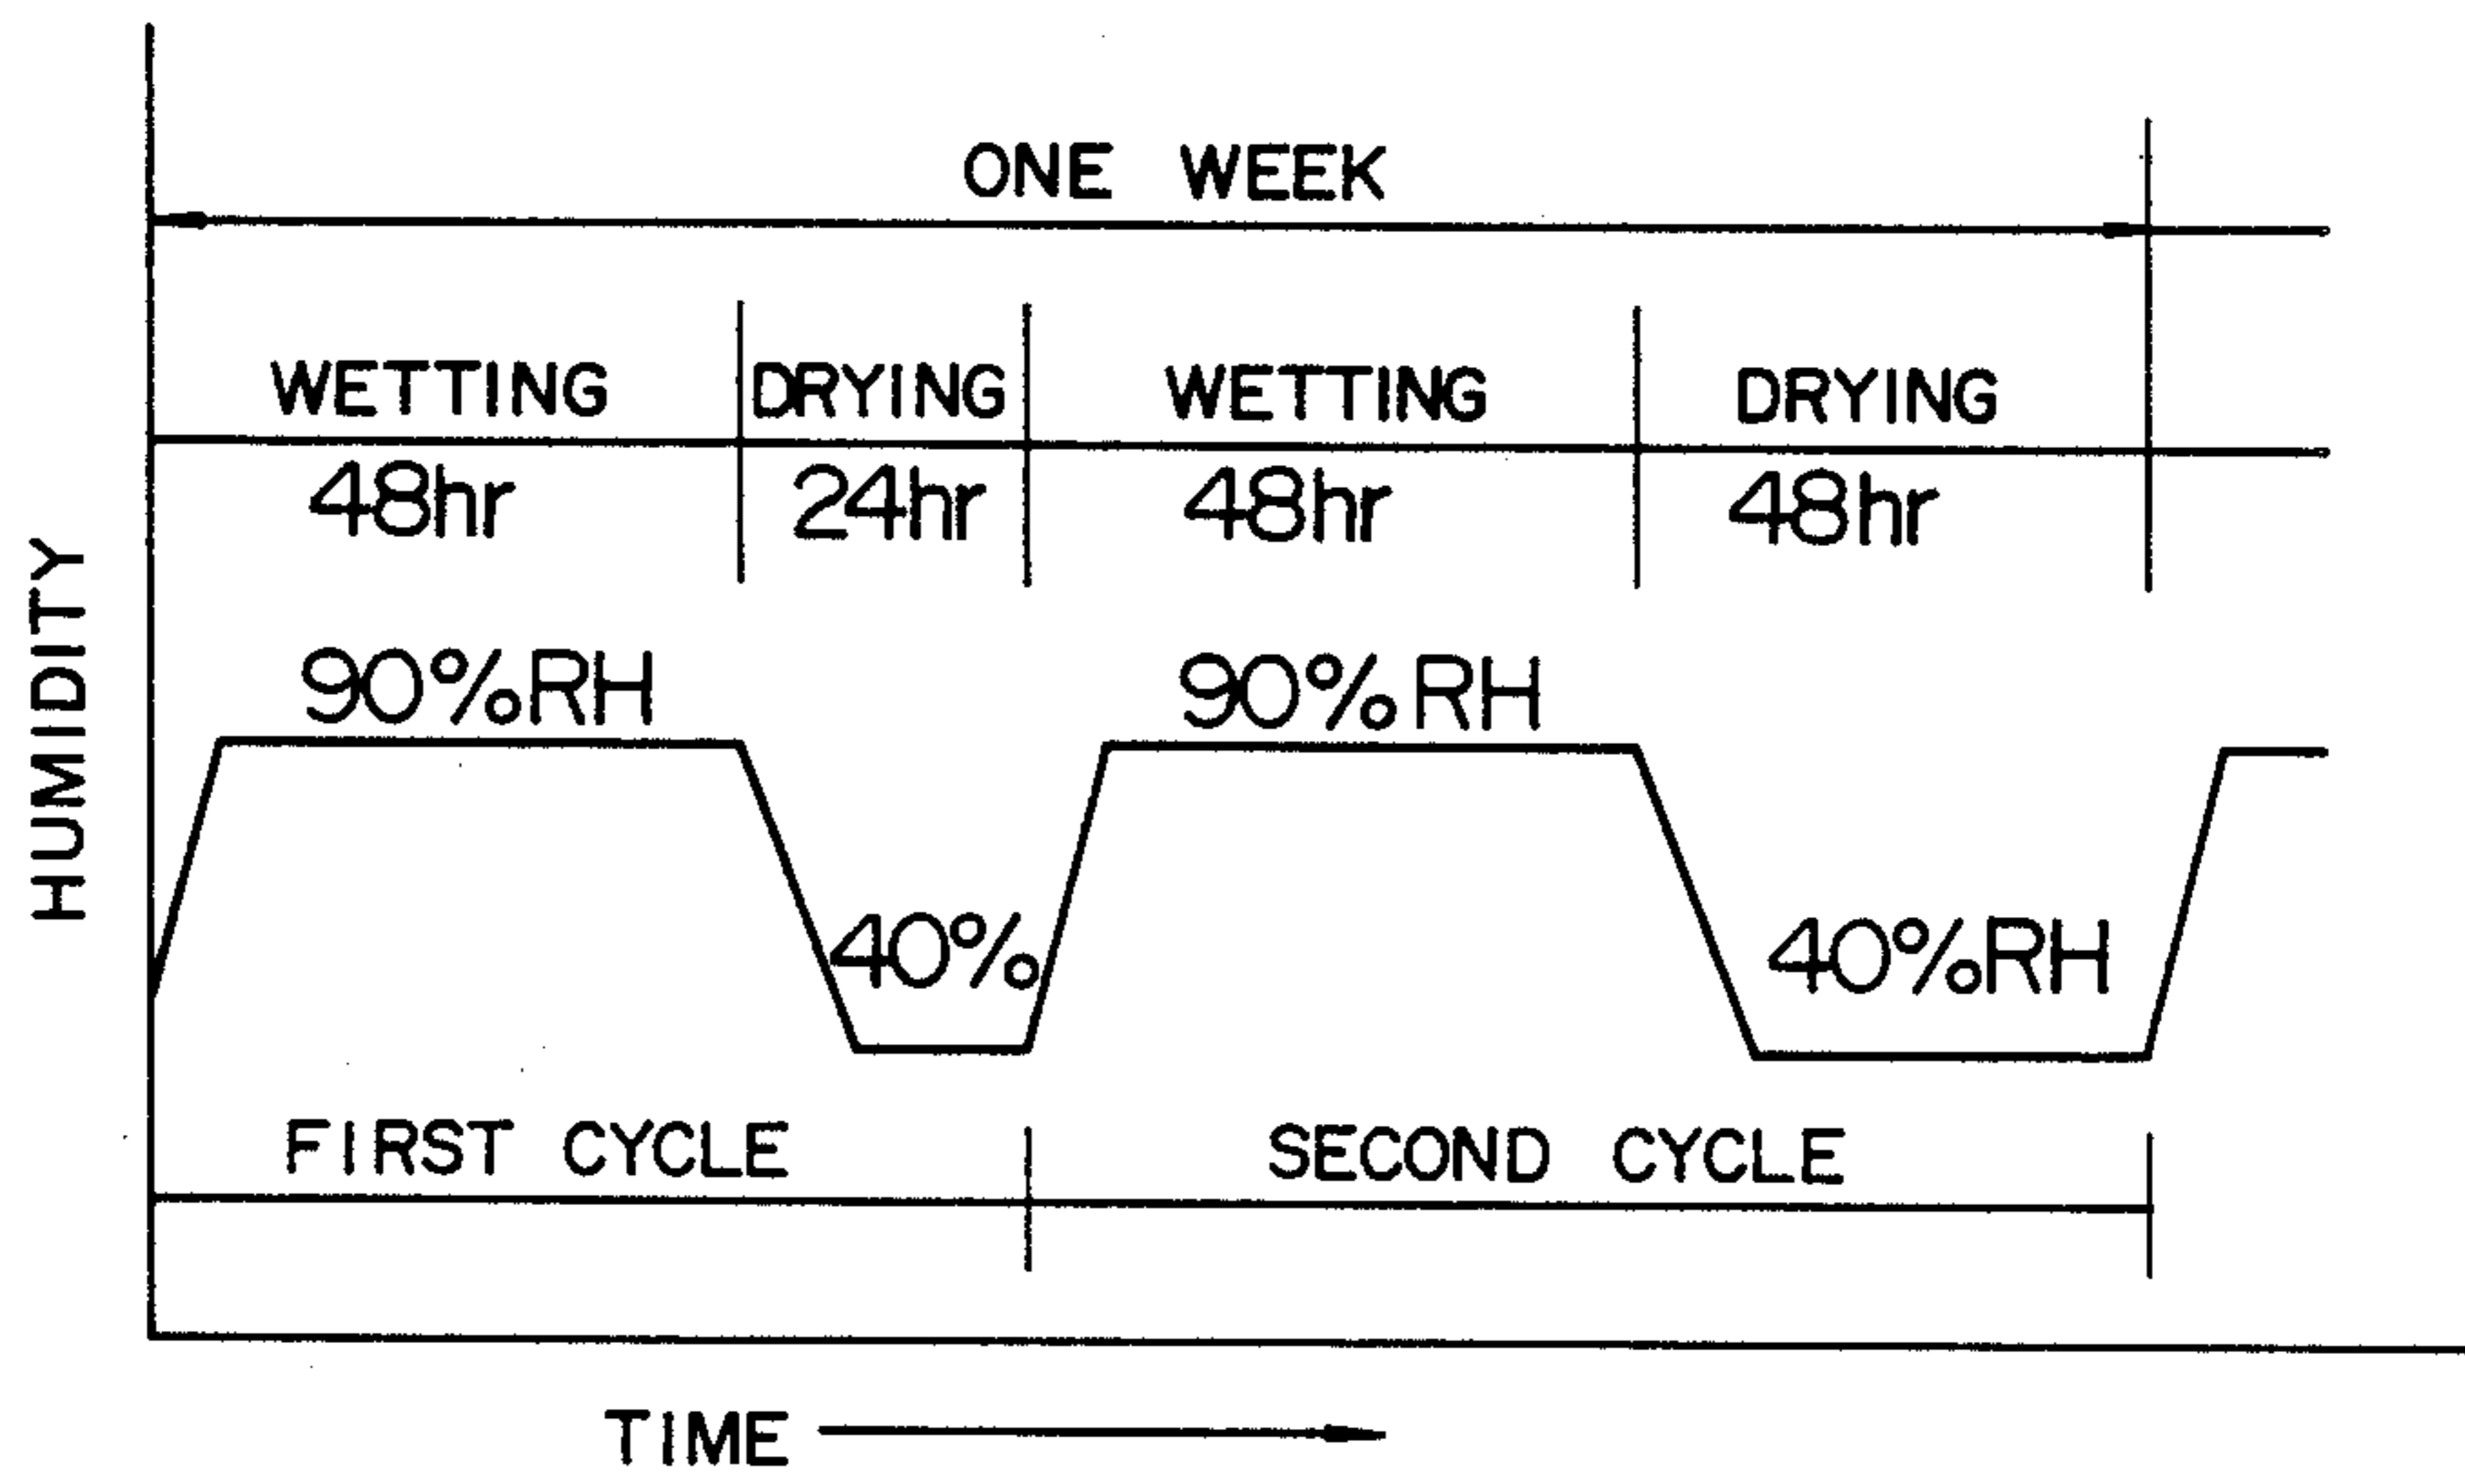 ONE WEEK
WETTING DRYING WETTING DRYING
48hr 24hr 48hr 48hr
HUMIDITY
90%RH 90%RH
40% 40%RH
FIRST CYCLE SECOND CYCLE
TIME